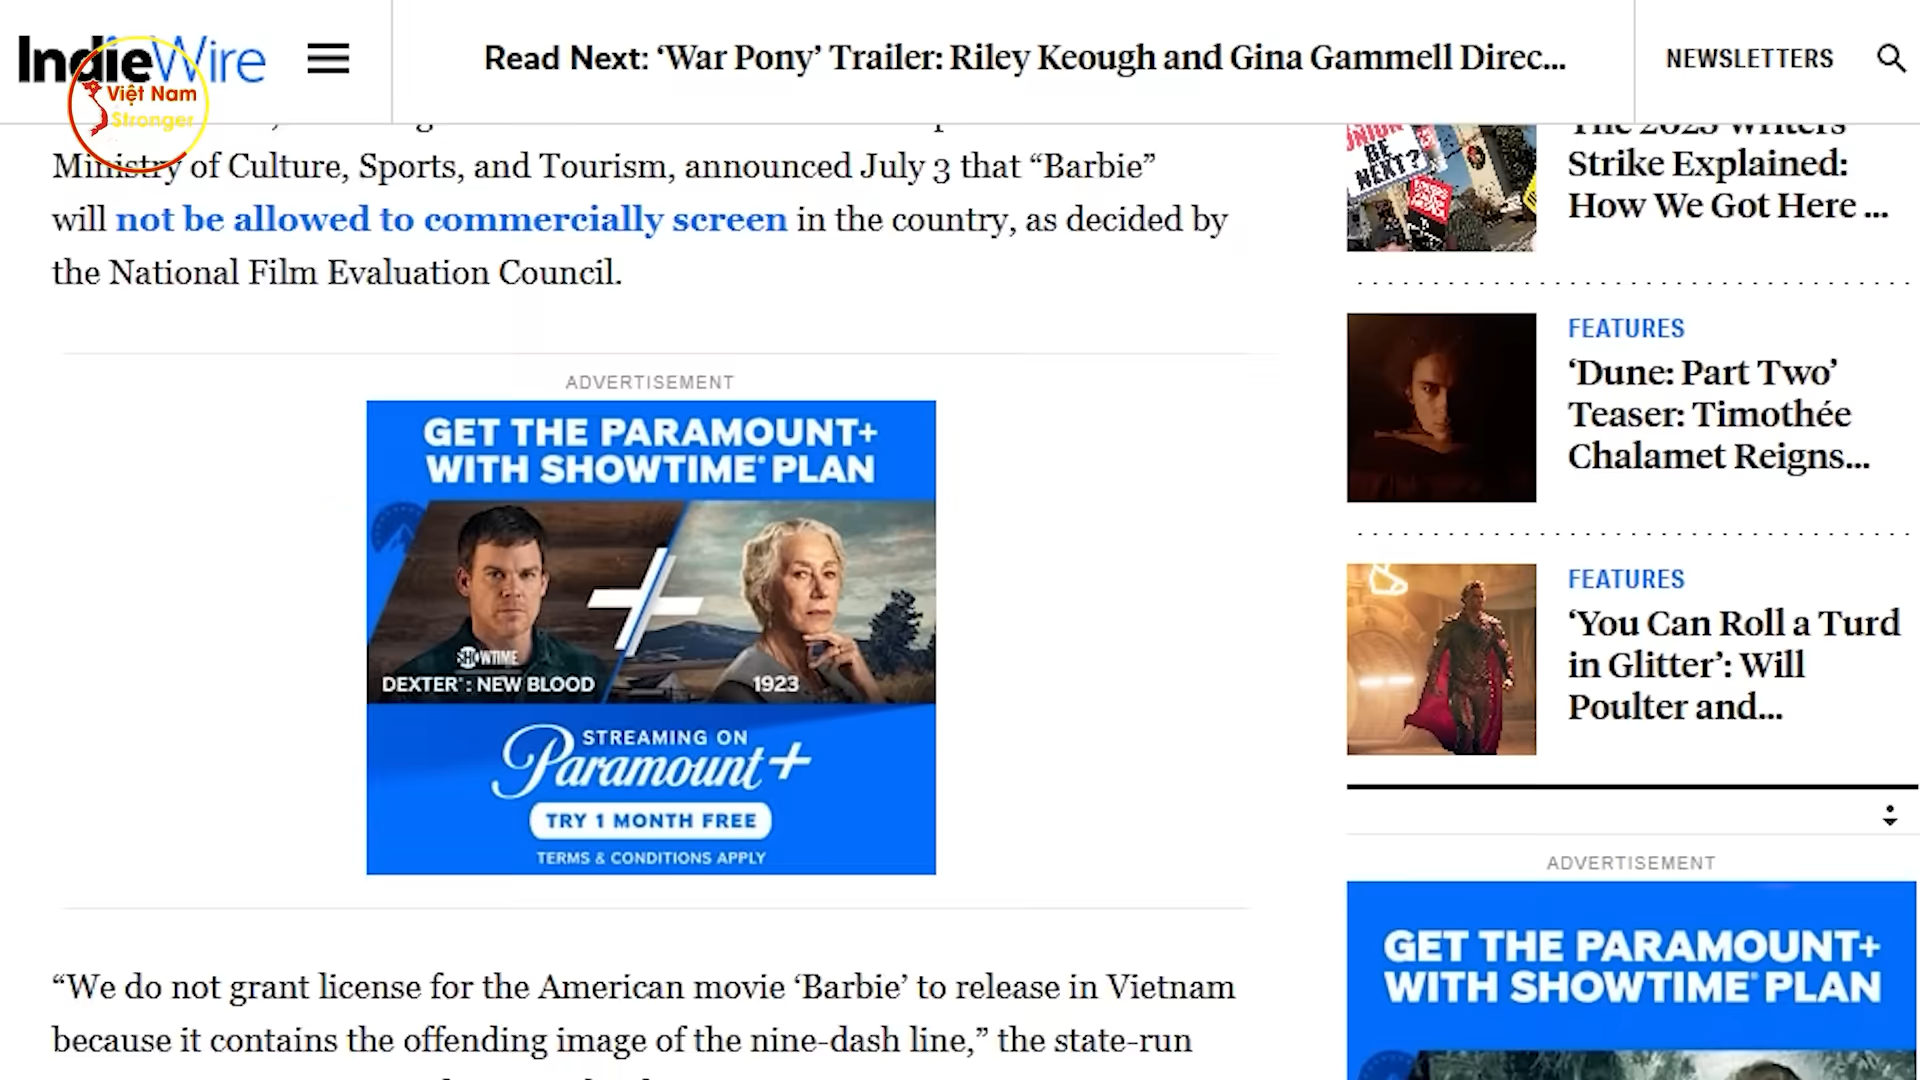 IndieWire
Việt Nam
Stronger
Read Next: ‘War Pony’ Trailer: Riley Keough and Gina Gammell Direc...
NEWSLETTERS
Ministry of Culture, Sports, and Tourism, announced July 3 that “Barbie”
will not be allowed to commercially screen in the country, as decided by
the National Film Evaluation Council.
ADVERTISEMENT
GET THE PARAMOUNT+
WITH SHOWTIME® PLAN
SHOWTIME
DEXTER®: NEW BLOOD
1923
STREAMING ON
Paramount+
TRY 1 MONTH FREE
TERMS & CONDITIONS APPLY
“We do not grant license for the American movie ‘Barbie’ to release in Vietnam
because it contains the offending image of the nine-dash line,” the state-run
UNION
BE
NEXT?
The 2023 Writers
Strike Explained:
How We Got Here ...
FEATURES
‘Dune: Part Two’
Teaser: Timothée
Chalamet Reigns...
FEATURES
‘You Can Roll a Turd
in Glitter’: Will
Poulter and...
ADVERTISEMENT
GET THE PARAMOUNT+
WITH SHOWTIME® PLAN